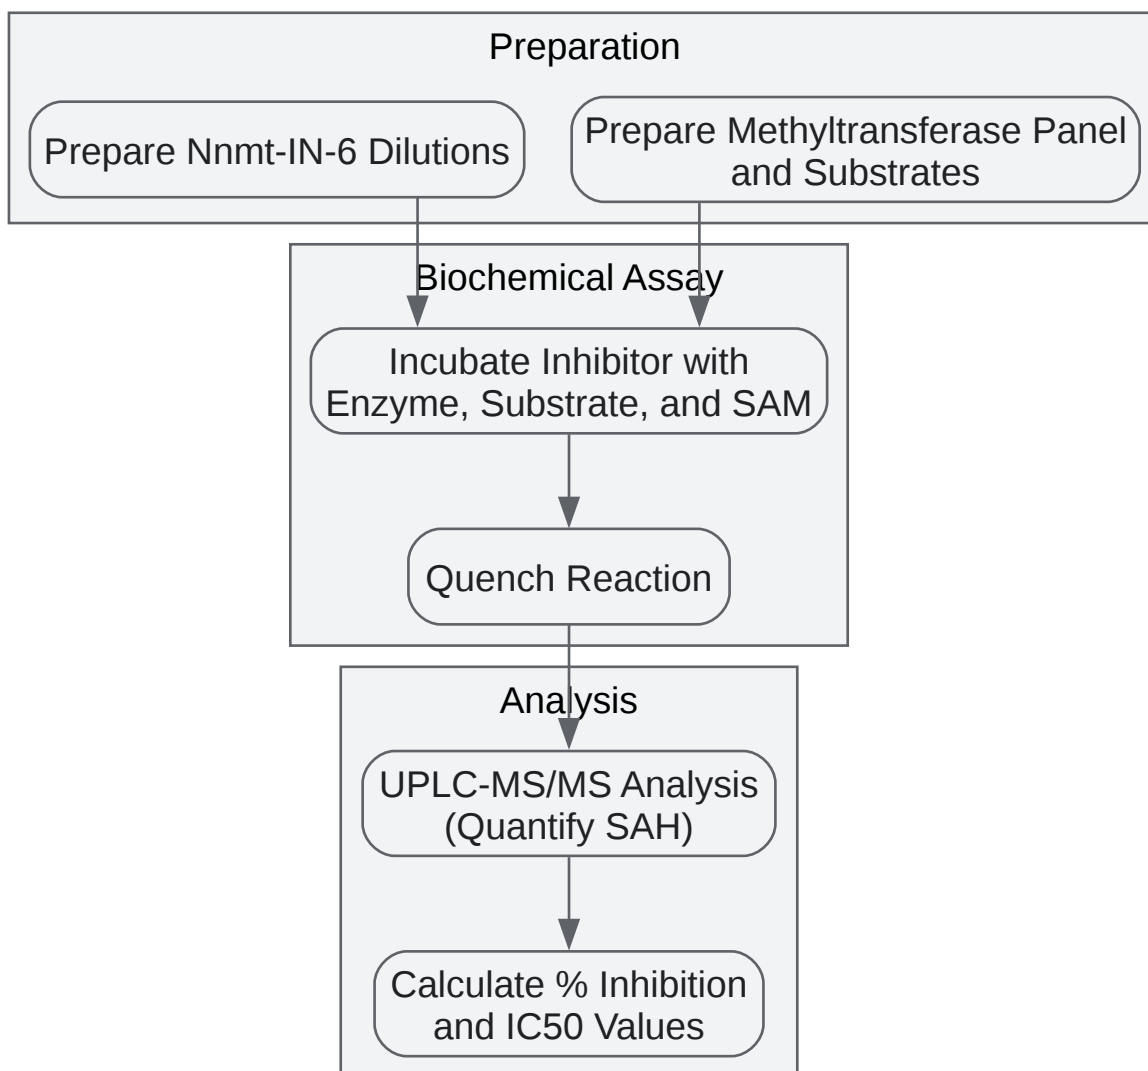 Preparation
Prepare Nnmt-IN-6 Dilutions
Prepare Methyltransferase Panel
and Substrates
Biochemical Assay
Incubate Inhibitor with
Enzyme, Substrate, and SAM
Quench Reaction
Analysis
UPLC-MS/MS Analysis
(Quantify SAH)
Calculate % Inhibition
and IC50 Values